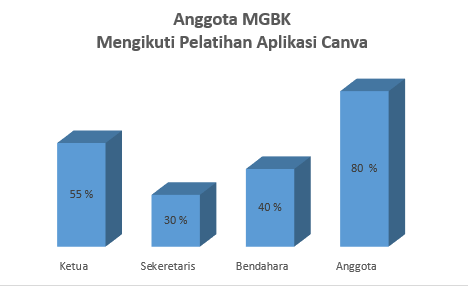 Anggota MGBK
Mengikuti Pelatihan Aplikasi Canva
55 %
30 %
40 %
80 %
Ketua
Sekeretaris
Bendahara
Anggota